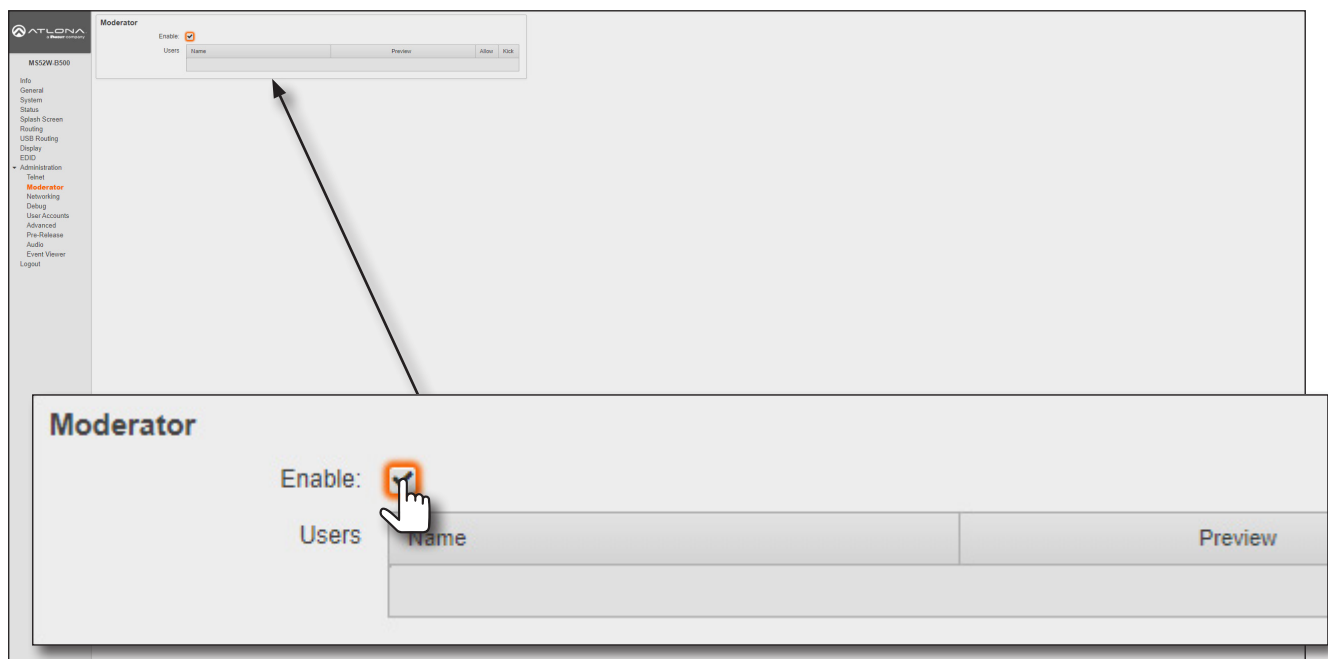 ATLONA
a Panduit company
MS52W-B500
Info
General
System
Status
Splash Screen
Routing
USB Routing
Display
EDID
Administration
Telnet
Moderator
Networking
Debug
User Accounts
Advanced
Pre-Release
Audio
Event Viewer
Logout
Moderator
Enable:
Users
Name
Preview
Allow
Kick
Moderator
Enable:
Users
Name
Preview